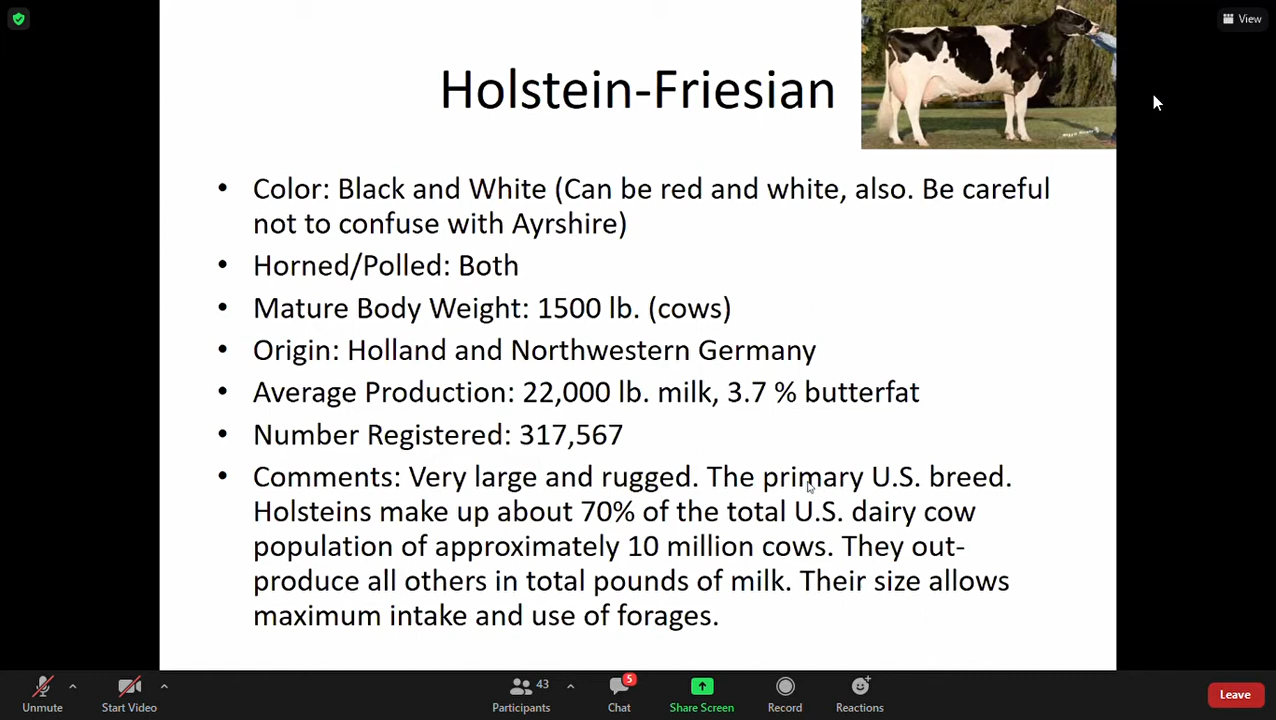 View
Holstein-Friesian
• Color: Black and White (Can be red and white, also. Be careful
not to confuse with Ayrshire)
• Horned/Polled: Both
• Mature Body Weight: 1500 lb. (cows)
• Origin: Holland and Northwestern Germany
• Average Production: 22,000 lb. milk, 3.7 % butterfat
• Number Registered: 317,567
• Comments: Very large and rugged. The primary U.S. breed.
Holsteins make up about 70% of the total U.S. dairy cow
population of approximately 10 million cows. They out-
produce all others in total pounds of milk. Their size allows
maximum intake and use of forages.
43
5
Unmute
Start Video
Participants
Chat
Share Screen
Record
Reactions
Leave